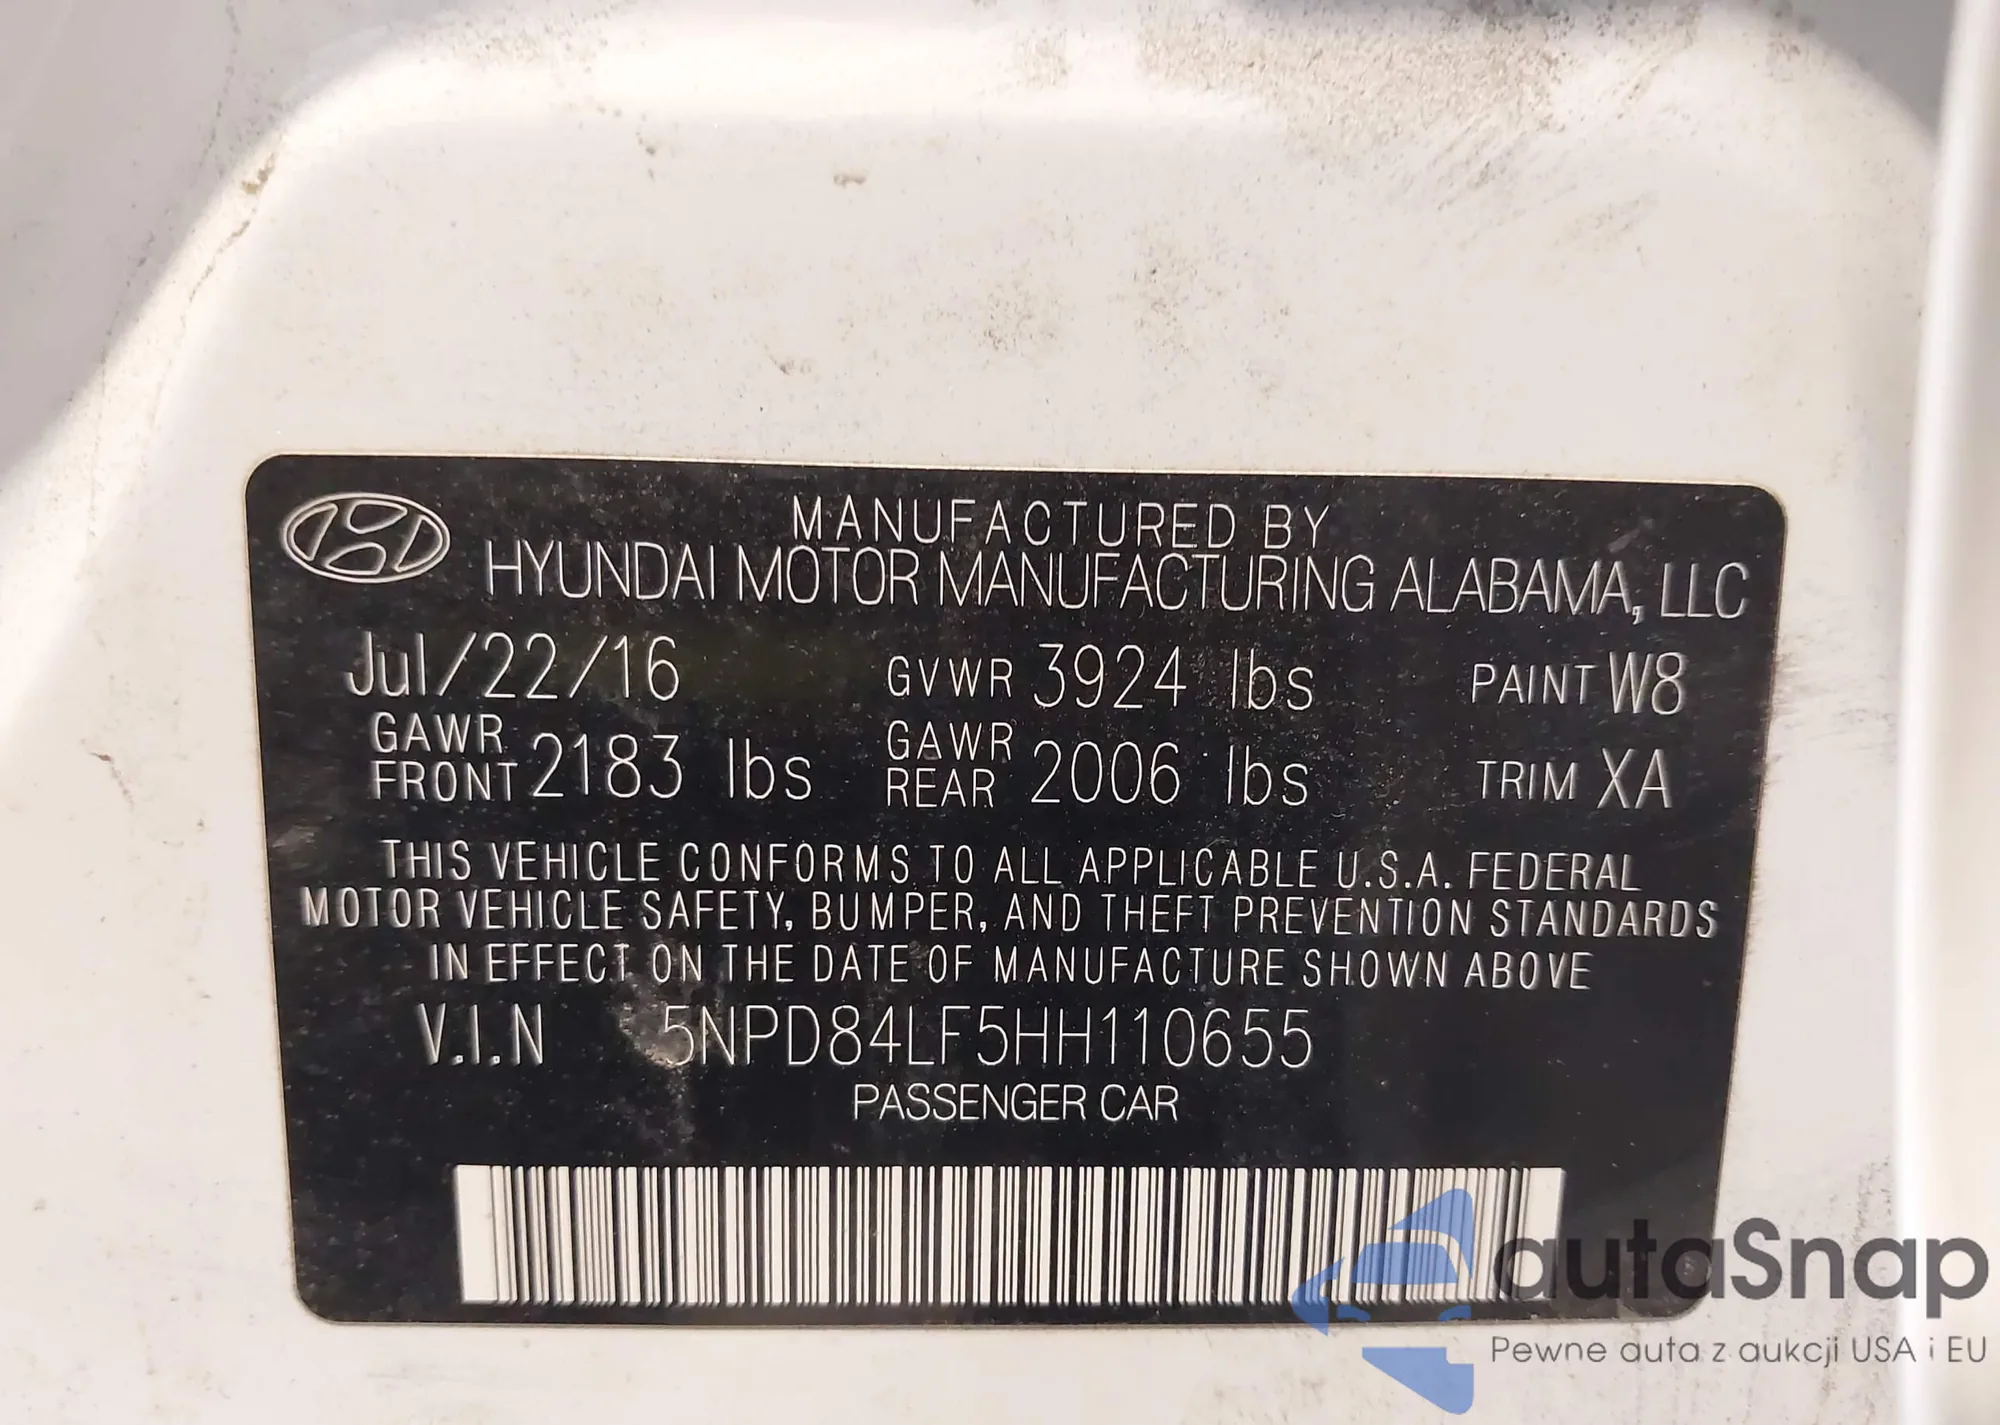 MANUFACTURED BY
HYUNDAI MOTOR MANUFACTURING ALABAMA, LLC
Jul/22/16 GVWR 3924 lbs PAINT W8
GAWR FRONT 2183 lbs GAWR REAR 2006 lbs TRIM XA
THIS VEHICLE CONFORMS TO ALL APPLICABLE U.S.A. FEDERAL
MOTOR VEHICLE SAFETY, BUMPER, AND THEFT PREVENTION STANDARDS
IN EFFECT ON THE DATE OF MANUFACTURE SHOWN ABOVE
V.I.N 5NPD84LF5HH110655
PASSENGER CAR
autaSnap
Pewne auta z aukcji USA i EU